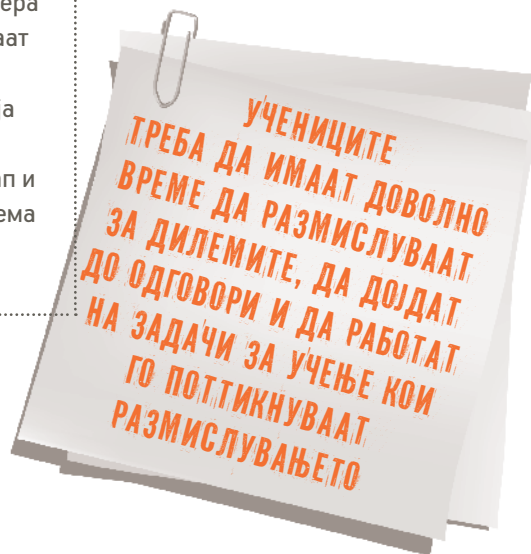 УЧЕНИЦИТЕ
ТРЕБА ДА ИМААТ ДОВОЛНО
ВРЕМЕ ДА РАЗМИСЛУВААТ
ЗА ДИЛЕМИТЕ, ДА ДОЈДАТ
ДО ОДГОВОРИ И ДА РАБОТАТ
НА ЗАДАЧИ ЗА УЧЕЊЕ КОИ
ГО ПОТТИКНУВААТ
РАЗМИСЛУВАЊЕТО